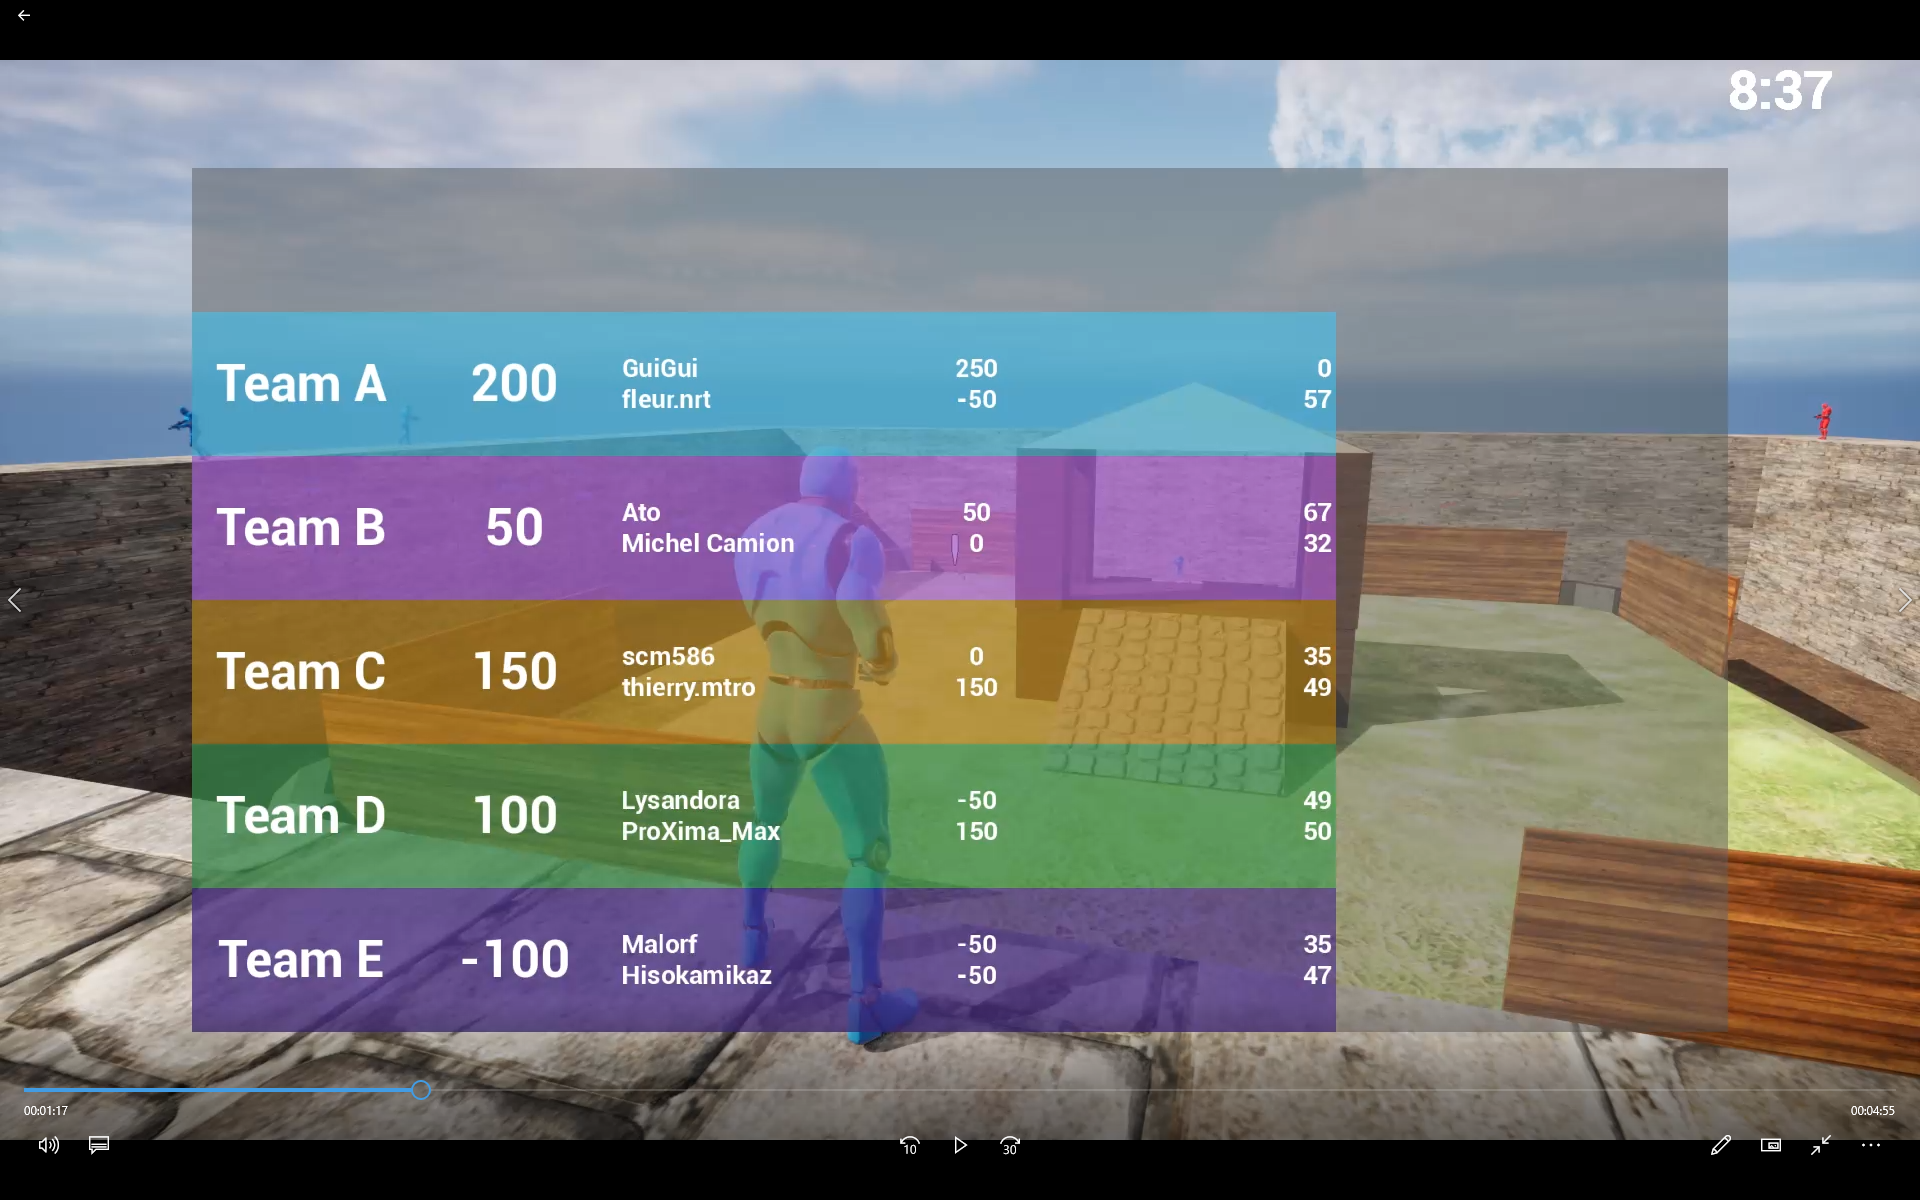 8:37
Team A 200 GuiGui 250 0
fleur.nrt -50 57
Team B 50 Ato 50 67
Michel Camion 0 32
Team C 150 scm586 0 35
thierry.mtro 150 49
Team D 100 Lysandora -50 49
ProXima_Max 150 50
Team E -100 Malorf -50 35
Hisokamikaz -50 47
00:01:17 00:04:55
10 30